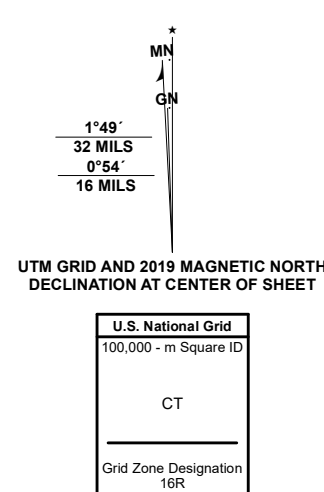 ★
MN
GN
1°49´
32 MILS
0°54´
16 MILS
UTM GRID AND 2019 MAGNETIC NORTH
DECLINATION AT CENTER OF SHEET
U.S. National Grid
100,000 - m Square ID
CT
Grid Zone Designation
16R